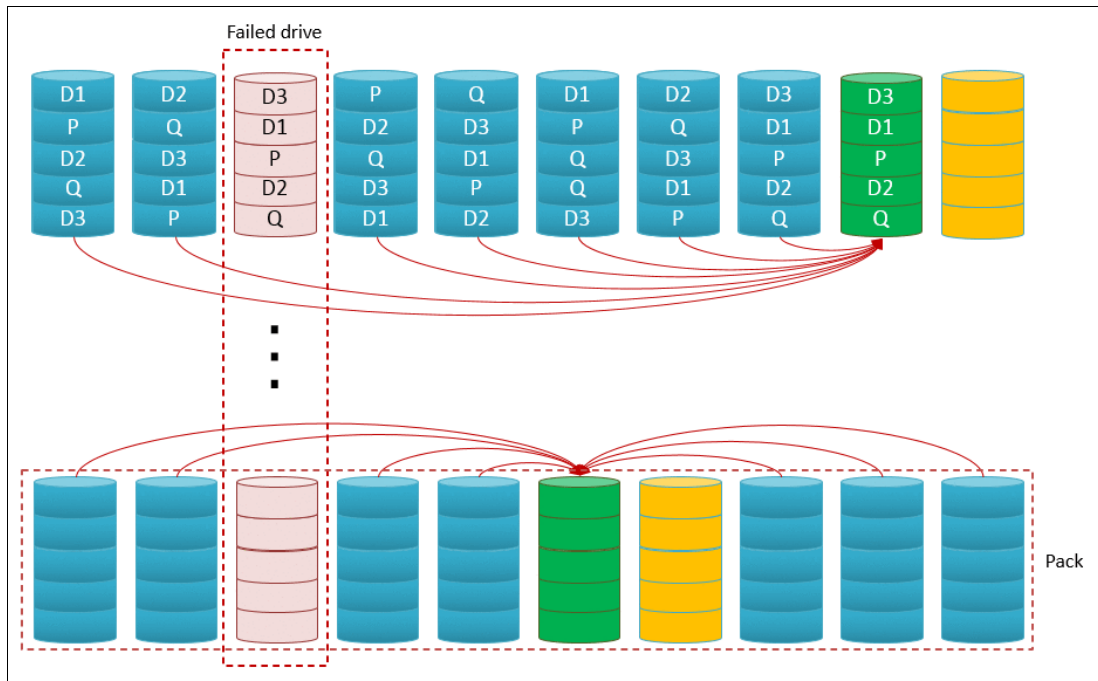 Failed drive
D1 D2 D3 P Q D1 D2 D3 D3
P Q D1 D2 D3 P Q D1 D1
D2 D3 P Q D1 Q D3 P P
Q D1 D2 D3 P Q D1 D2 D2
D3 P Q D1 D2 D3 P Q Q
Pack